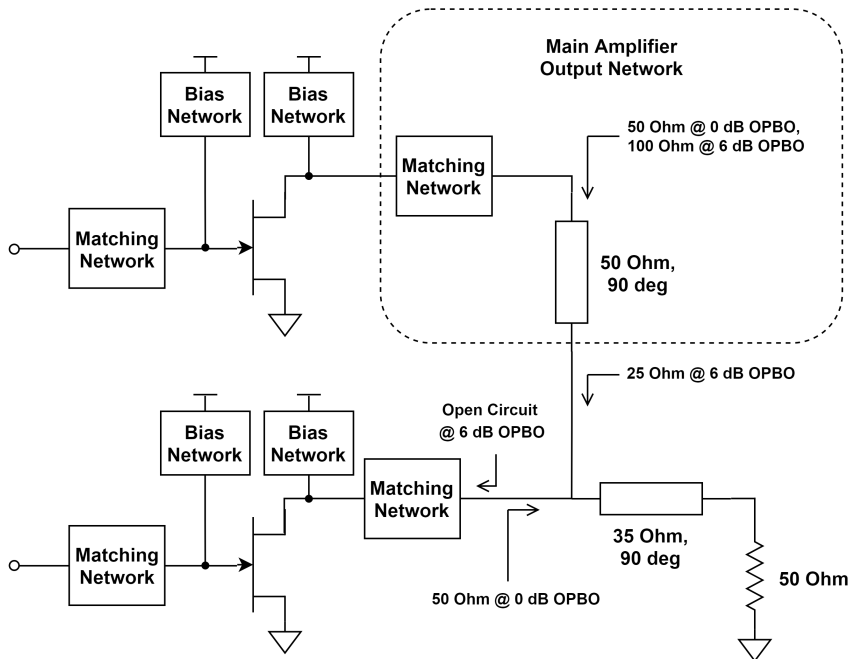 Main Amplifier
Output Network
Bias
Network
Bias
Network
50 Ohm @ 0 dB OPBO,
100 Ohm @ 6 dB OPBO
Matching
Network
Matching
Network
50 Ohm,
90 deg
25 Ohm @ 6 dB OPBO
Open Circuit
@ 6 dB OPBO
Bias
Network
Bias
Network
Matching
Network
Matching
Network
35 Ohm,
90 deg
50 Ohm
50 Ohm @ 0 dB OPBO